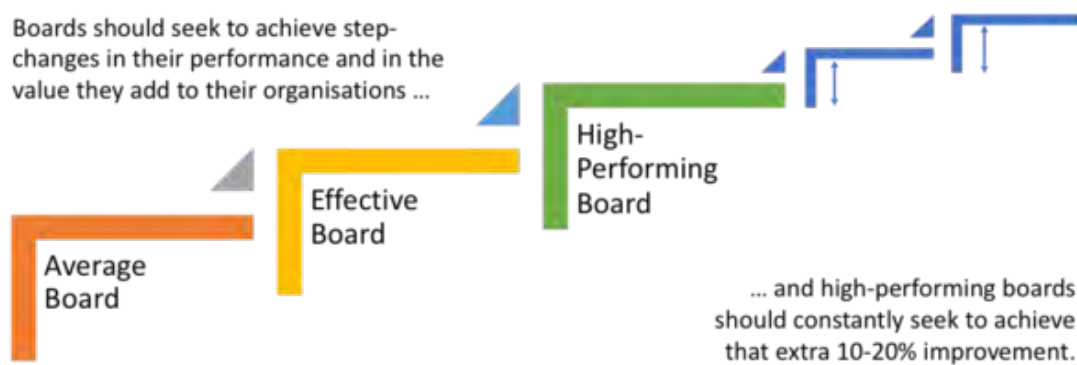 Boards should seek to achieve step-
changes in their performance and in the
value they add to their organisations ...
High-
Performing
Board
Effective
Board
Average
Board
... and high-performing boards
should constantly seek to achieve
that extra 10-20% improvement.